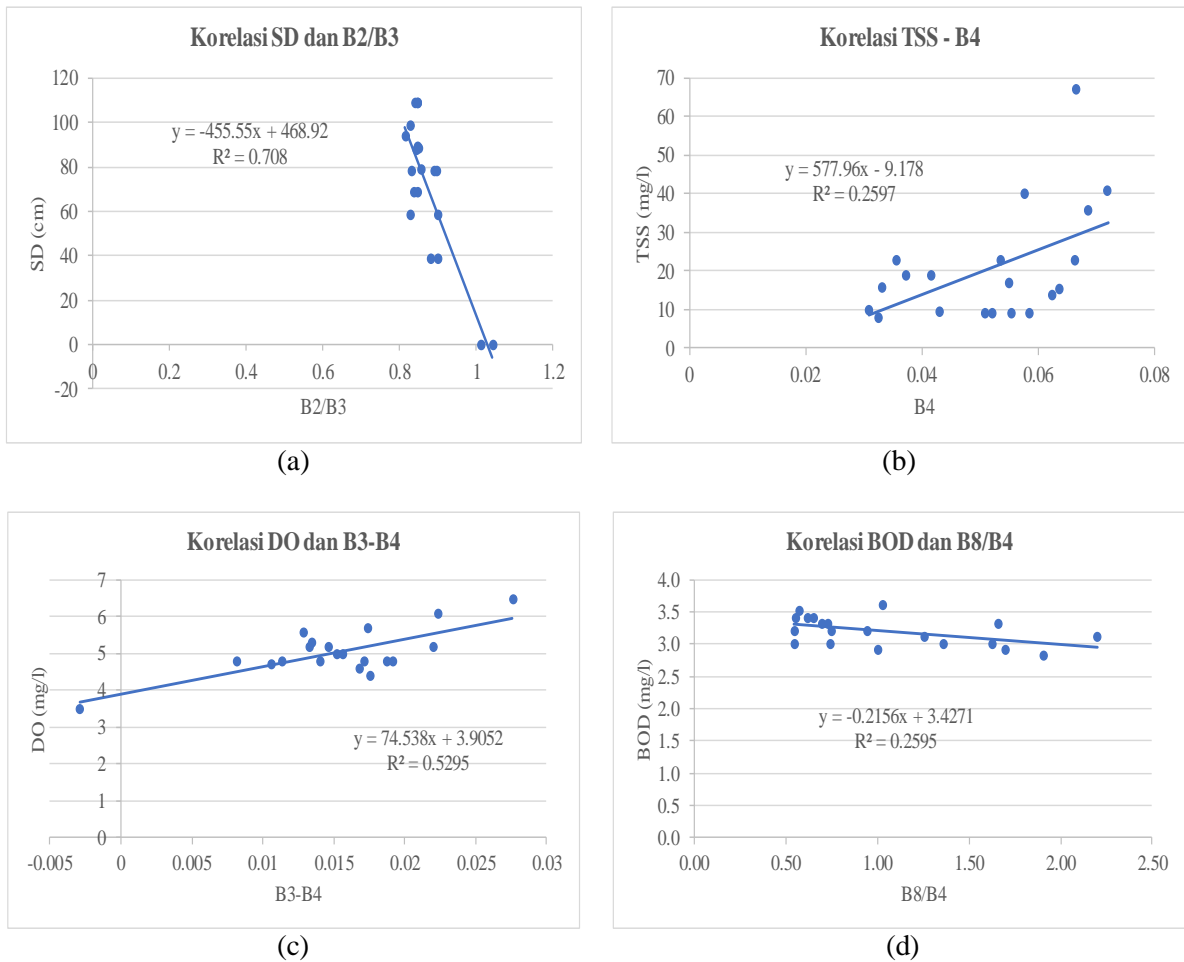 Korelasi SD dan B2/B3
120
100
80
60
40
20
0
-20
0
0.2
0.4
0.6
0.8
1
1.2
SD (cm)
B2/B3
y = -455.55x + 468.92
R² = 0.708
(a)
Korelasi TSS - B4
70
60
50
40
30
20
10
0
0
0.02
0.04
0.06
0.08
TSS (mg/l)
B4
y = 577.96x - 9.178
R² = 0.2597
(b)
Korelasi DO dan B3-B4
7
6
5
4
3
2
1
0
-0.005
0
0.005
0.01
0.015
0.02
0.025
0.03
DO (mg/l)
B3-B4
y = 74.538x + 3.9052
R² = 0.5295
(c)
Korelasi BOD dan B8/B4
4.0
3.5
3.0
2.5
2.0
1.5
1.0
0.5
0.0
0.00
0.50
1.00
1.50
2.00
2.50
BOD (mg/l)
B8/B4
y = -0.2156x + 3.4271
R² = 0.2595
(d)